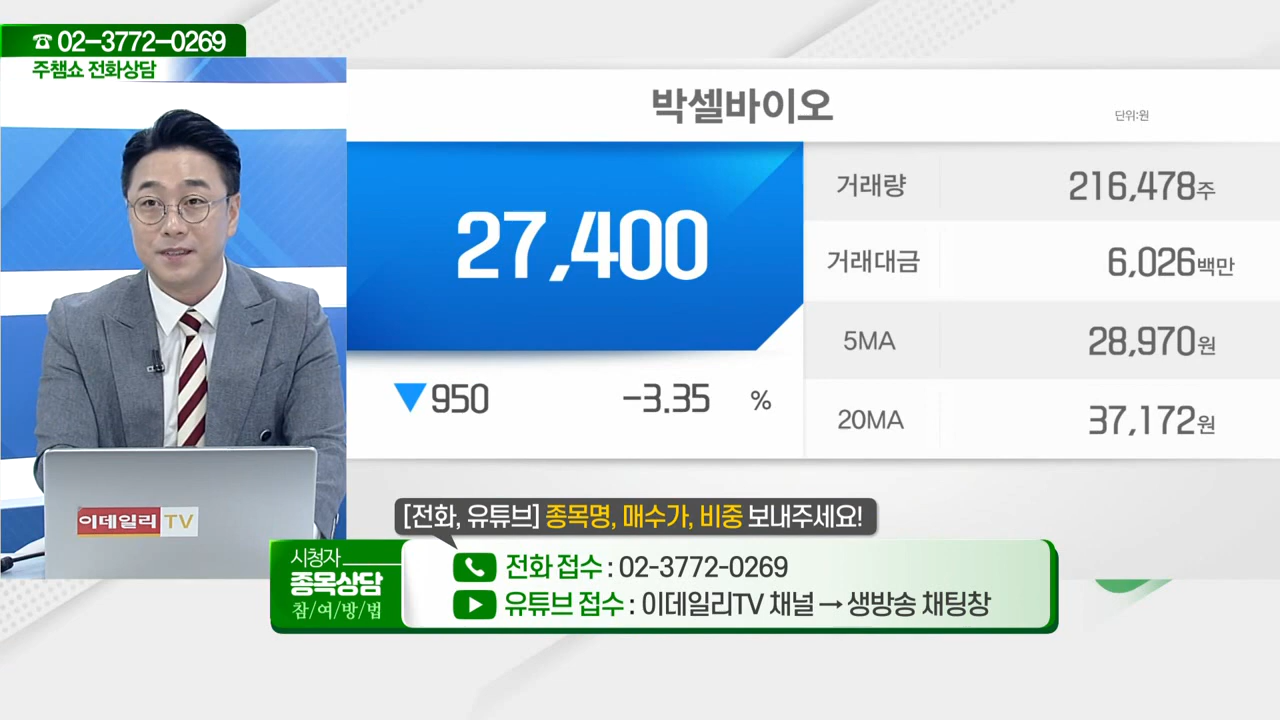 ☎ 02-3772-0269
주챔쇼 전화상담
박셀바이오
단위:원
27,400
▼950 -3.35 %
거래량 216,478주
거래대금 6,026백만
5MA 28,970원
20MA 37,172원
이데일리 TV
[전화, 유튜브] 종목명, 매수가, 비중 보내주세요!
시청자
종목상담
참/여/방/법
전화 접수 : 02-3772-0269
유튜브 접수 : 이데일리TV 채널 → 생방송 채팅창